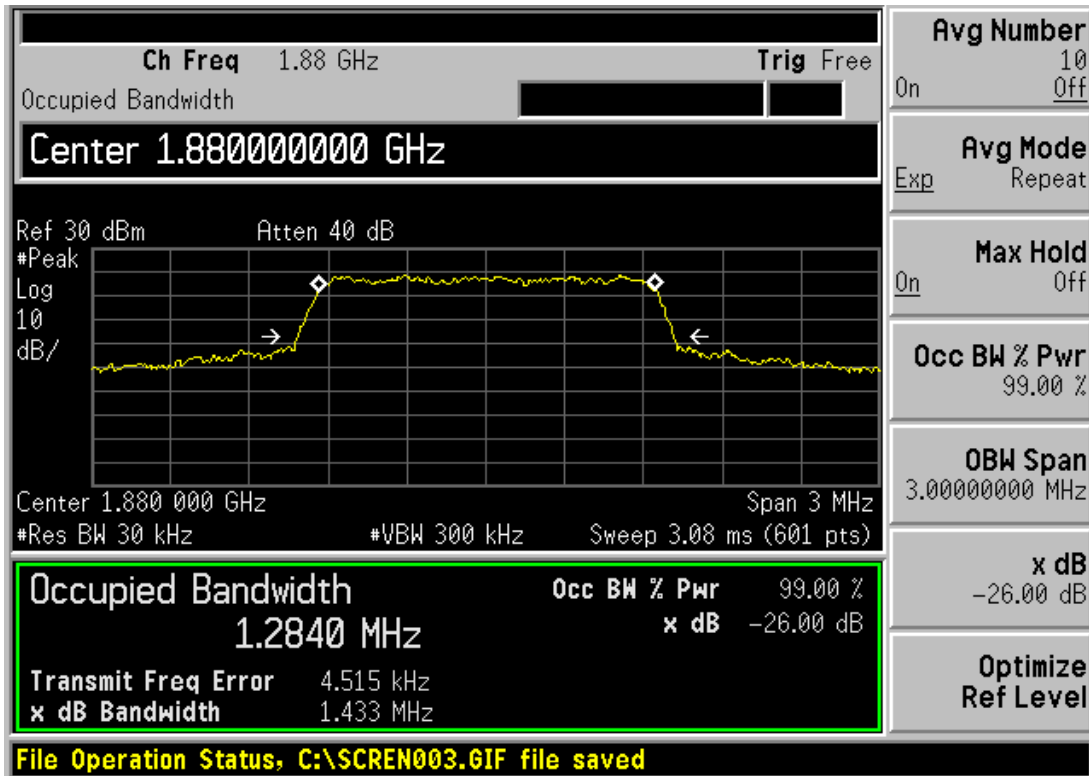 Ch Freq 1.88 GHz Trig Free
Occupied Bandwidth
Center 1.880000000 GHz
Ref 30 dBm Atten 40 dB
#Peak
Log
10
dB/
Center 1.880 000 GHz Span 3 MHz
#Res BW 30 kHz #VBW 300 kHz Sweep 3.08 ms (601 pts)
Occupied Bandwidth Occ BW % Pwr 99.00 %
1.2840 MHz x dB -26.00 dB
Transmit Freq Error 4.515 kHz
x dB Bandwidth 1.433 MHz
File Operation Status, C:\SCREN003.GIF file saved
Avg Number
10
On Off
Avg Mode
Exp Repeat
Max Hold
On Off
Occ BW % Pwr
99.00 %
OBW Span
3.00000000 MHz
x dB
-26.00 dB
Optimize
Ref Level